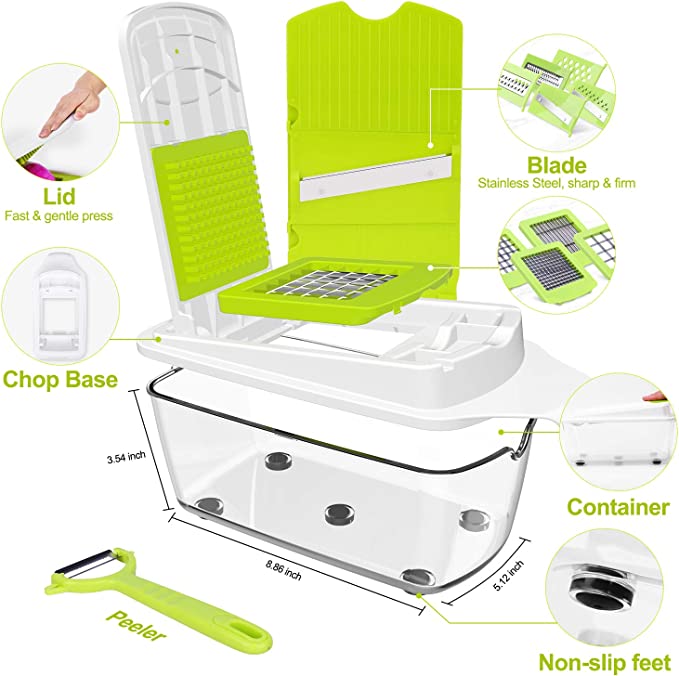 Blade
Stainless Steel, sharp & firm
Lid
Fast & gentle press
Chop Base
3.54 inch
Container
8.86 inch
5.12 inch
Peeler
Non-slip feet